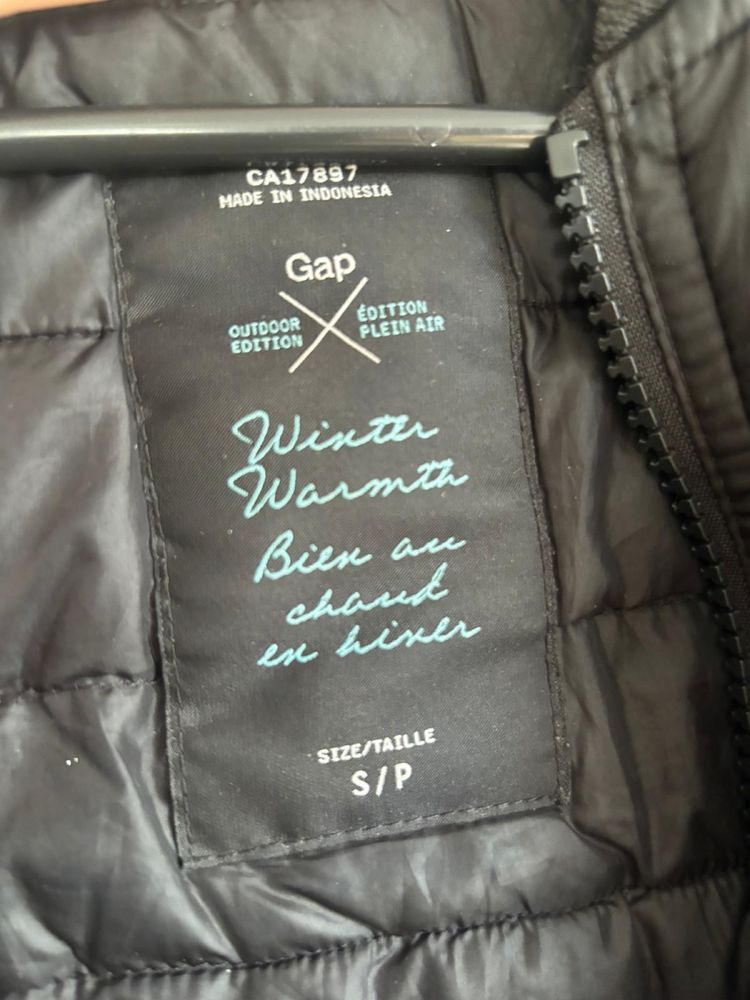 CA17897
MADE IN INDONESIA
Gap
OUTDOOR
EDITION
ÉDITION
PLEIN AIR
Winter
Warmth
Bien au
chaud
en hiver
SIZE/TAILLE
S/P